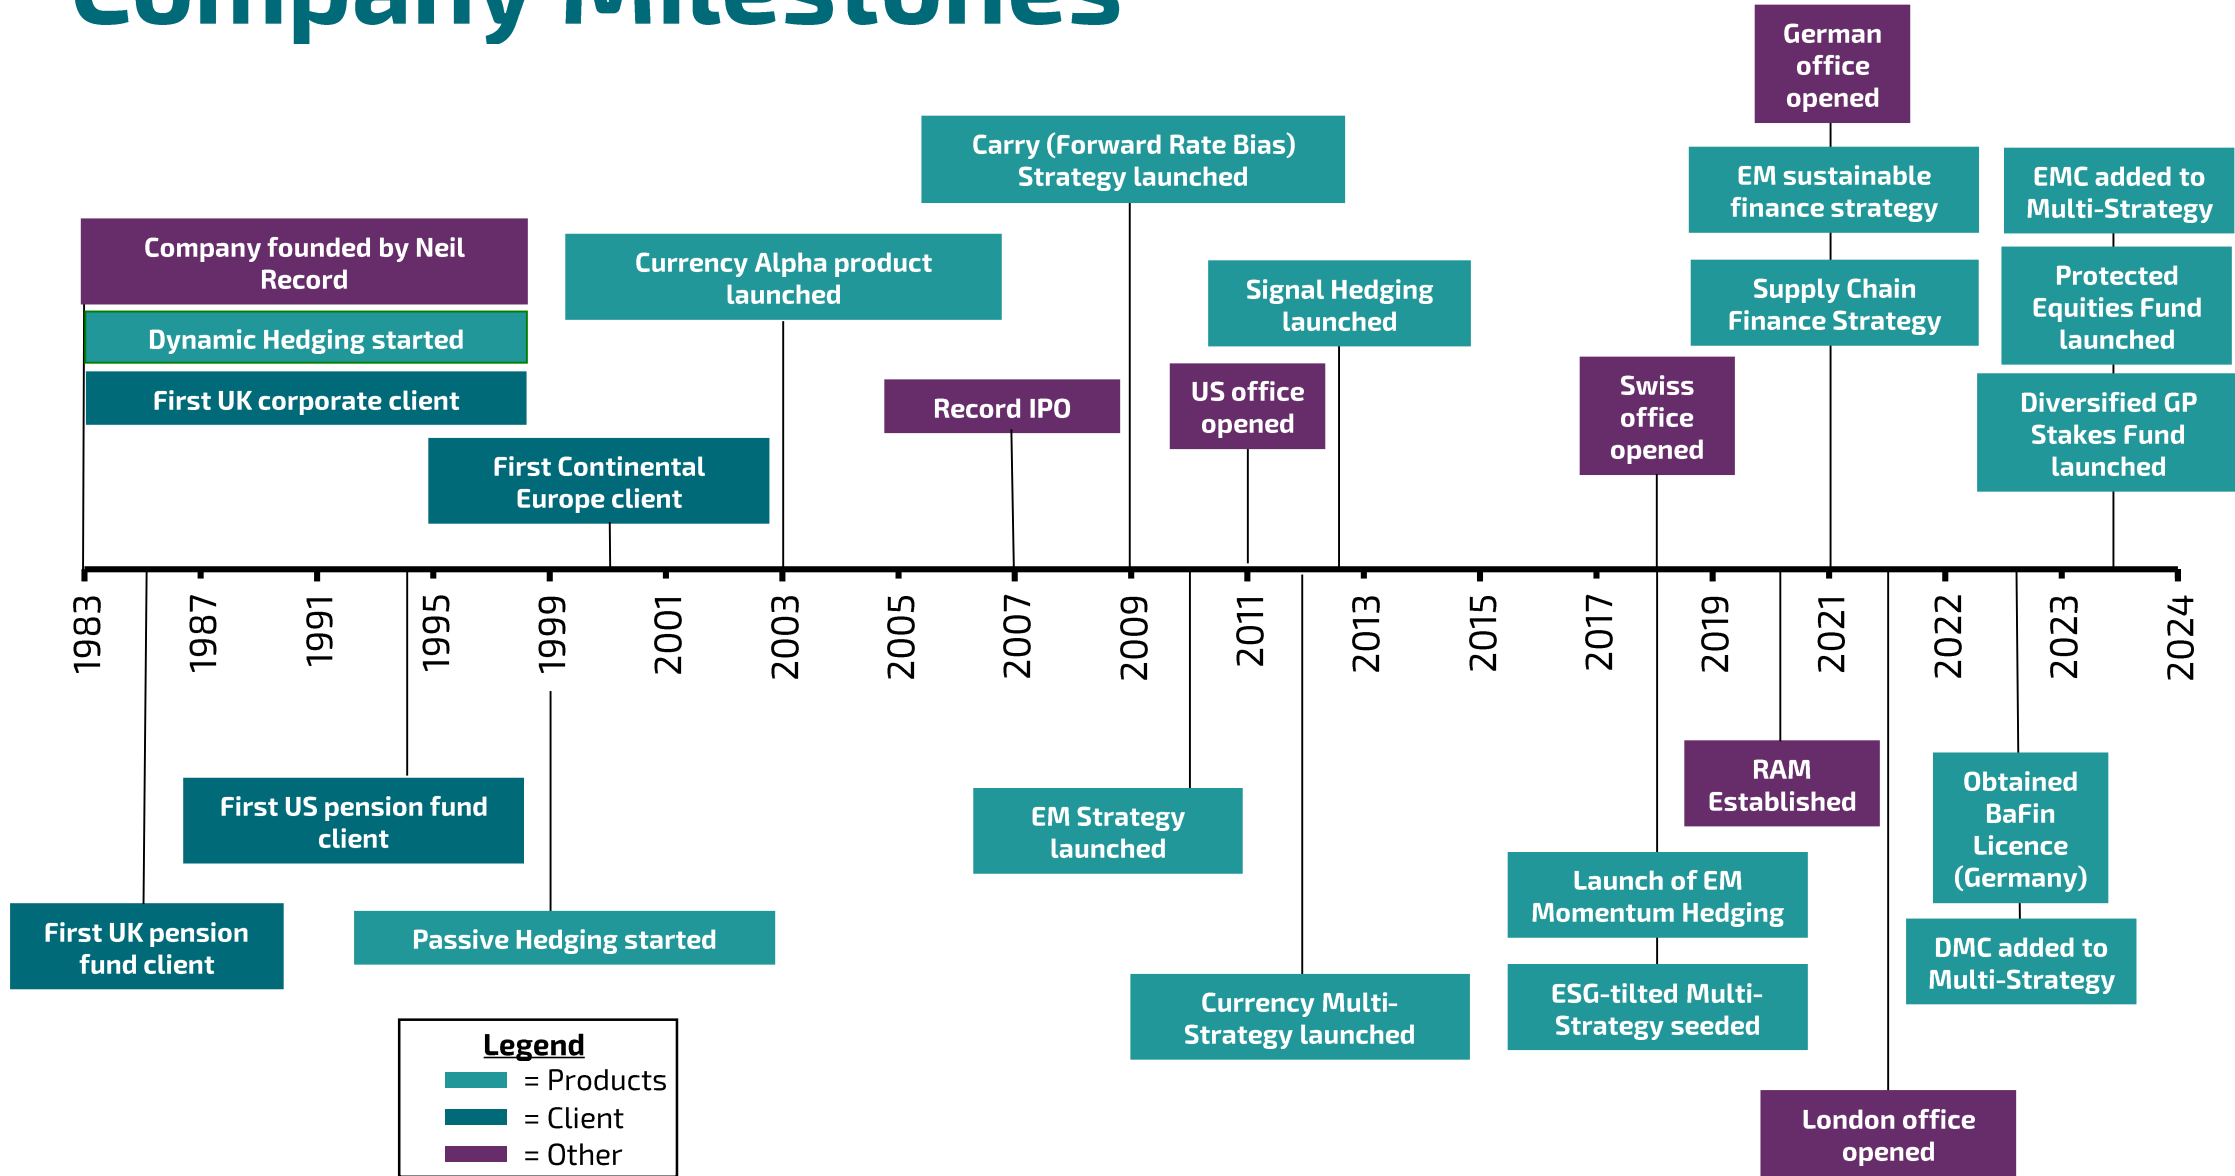 Company Milestones
German
office
opened
Carry (Forward Rate Bias)
Strategy launched
EM sustainable
finance strategy
EMC added to
Multi-Strategy
Company founded by Neil
Record
Currency Alpha product
launched
Signal Hedging
launched
Supply Chain
Finance Strategy
Protected
Equities Fund
launched
Dynamic Hedging started
First UK corporate client
Record IPO
US office
opened
Swiss
office
opened
Diversified GP
Stakes Fund
launched
First Continental
Europe client
1983
1987
1991
1995
1999
2001
2003
2005
2007
2009
2011
2013
2015
2017
2019
2021
2022
2023
2024
First US pension fund
client
EM Strategy
launched
RAM
Established
Obtained
BaFin
Licence
(Germany)
First UK pension
fund client
Passive Hedging started
Launch of EM
Momentum Hedging
DMC added to
Multi-Strategy
Currency Multi-
Strategy launched
ESG-tilted Multi-
Strategy seeded
London office
opened
Legend
= Products
= Client
= Other